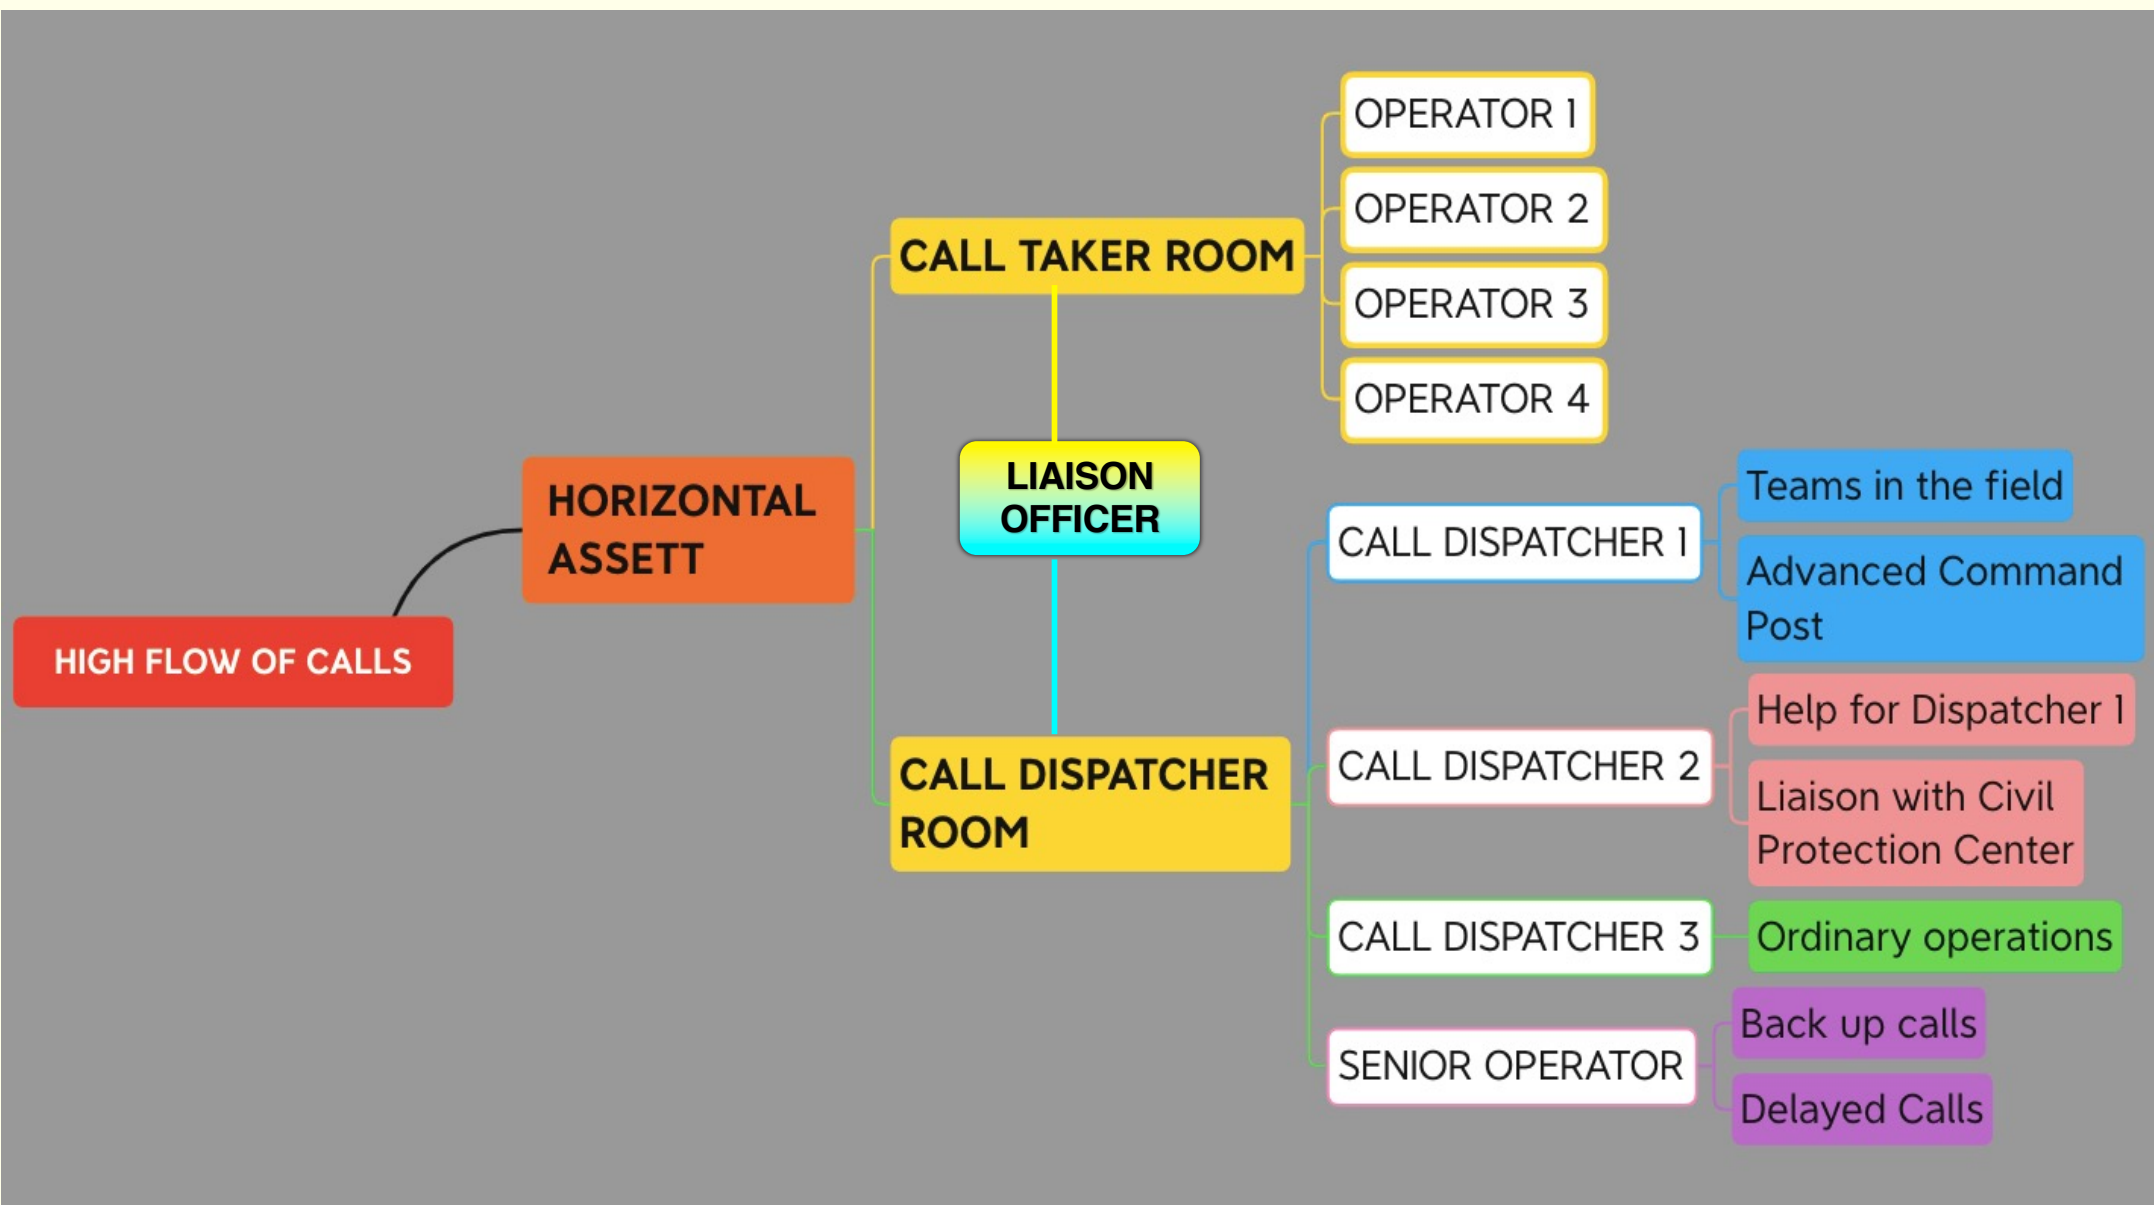 HIGH FLOW OF CALLS
HORIZONTAL
ASSETT
CALL TAKER ROOM
OPERATOR 1
OPERATOR 2
OPERATOR 3
OPERATOR 4
LIAISON
OFFICER
CALL DISPATCHER
ROOM
CALL DISPATCHER 1
Teams in the field
Advanced Command
Post
CALL DISPATCHER 2
Help for Dispatcher 1
Liaison with Civil
Protection Center
CALL DISPATCHER 3
Ordinary operations
SENIOR OPERATOR
Back up calls
Delayed Calls